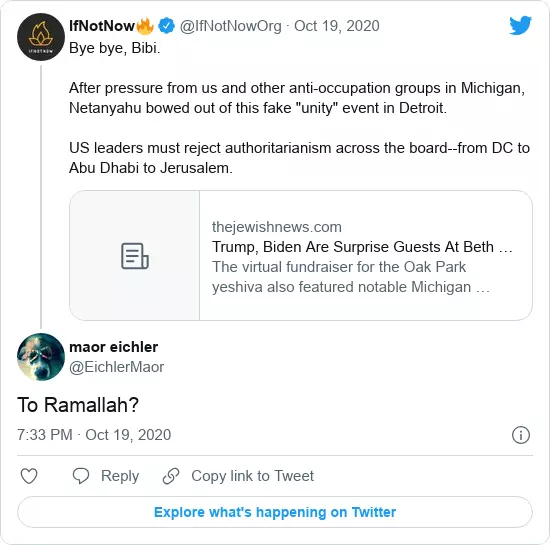 IfNotNow🔥 @IfNotNowOrg · Oct 19, 2020
Bye bye, Bibi.
After pressure from us and other anti-occupation groups in Michigan,
Netanyahu bowed out of this fake "unity" event in Detroit.
US leaders must reject authoritarianism across the board--from DC to
Abu Dhabi to Jerusalem.
thejewishnews.com
Trump, Biden Are Surprise Guests At Beth …
The virtual fundraiser for the Oak Park
yeshiva also featured notable Michigan …
maor eichler
@EichlerMaor
To Ramallah?
7:33 PM · Oct 19, 2020
Reply
Copy link to Tweet
Explore what's happening on Twitter